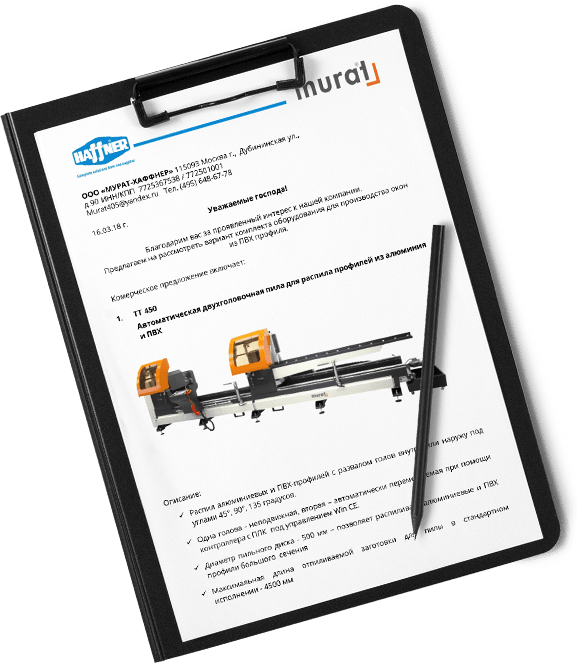 murat
HAFFNER
ООО «МУРАТ-ХАФФНЕР» 115093 Москва г., Дубининская ул.,
д.90 ИНН/КПП 7725367538 / 772501001
Murat405@yandex.ru Тел. (495) 648-67-78
16.03.18 г.
Уважаемые господа!
Благодарим вас за проявленный интерес к нашей компании.
Предлагаем на рассмотреть вариант комплекта оборудования для производства окон
из ПВХ профиля.
Комерческое предложение включает:
1. ТТ 450
Автоматическая двухголовочная пила для распила профилей из алюминия
и ПВХ
murat
Описание:
✓ Распил алюминиевых и ПВХ-профилей с развалом голов внутрь или наружу под
углами 45°, 90°, 135 градусов.
✓ Одна голова - неподвижная, вторая – автоматически перемещаемая при помощи
контроллера с ПЛК под управлением Win CE.
✓ Диаметр пильного диска - 500 мм – позволяет распиливать алюминиевые и ПВХ
профили большого сечения
✓ Максимальная длина отпиливаемой заготовки для пилы в стандартном
исполнении - 4500 мм